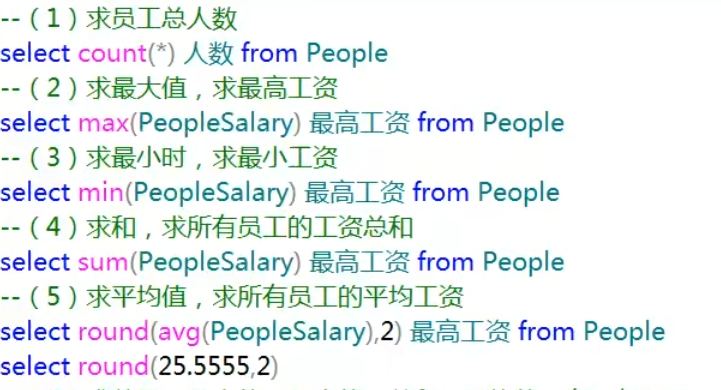 --（1）求员工总人数
select count(*) 人数 from People
--（2）求最大值，求最高工资
select max(PeopleSalary) 最高工资 from People
--（3）求最小时，求最小工资
select min(PeopleSalary) 最高工资 from People
--（4）求和，求所有员工的工资总和
select sum(PeopleSalary) 最高工资 from People
--（5）求平均值，求所有员工的平均工资
select round(avg(PeopleSalary),2) 最高工资 from People
select round(25.5555,2)